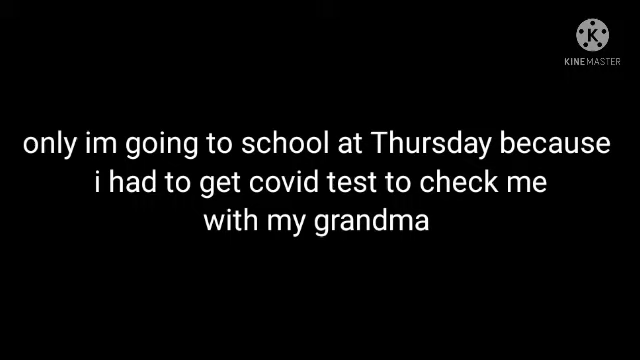 K
KINEMASTER
only im going to school at Thursday because
i had to get covid test to check me
with my grandma